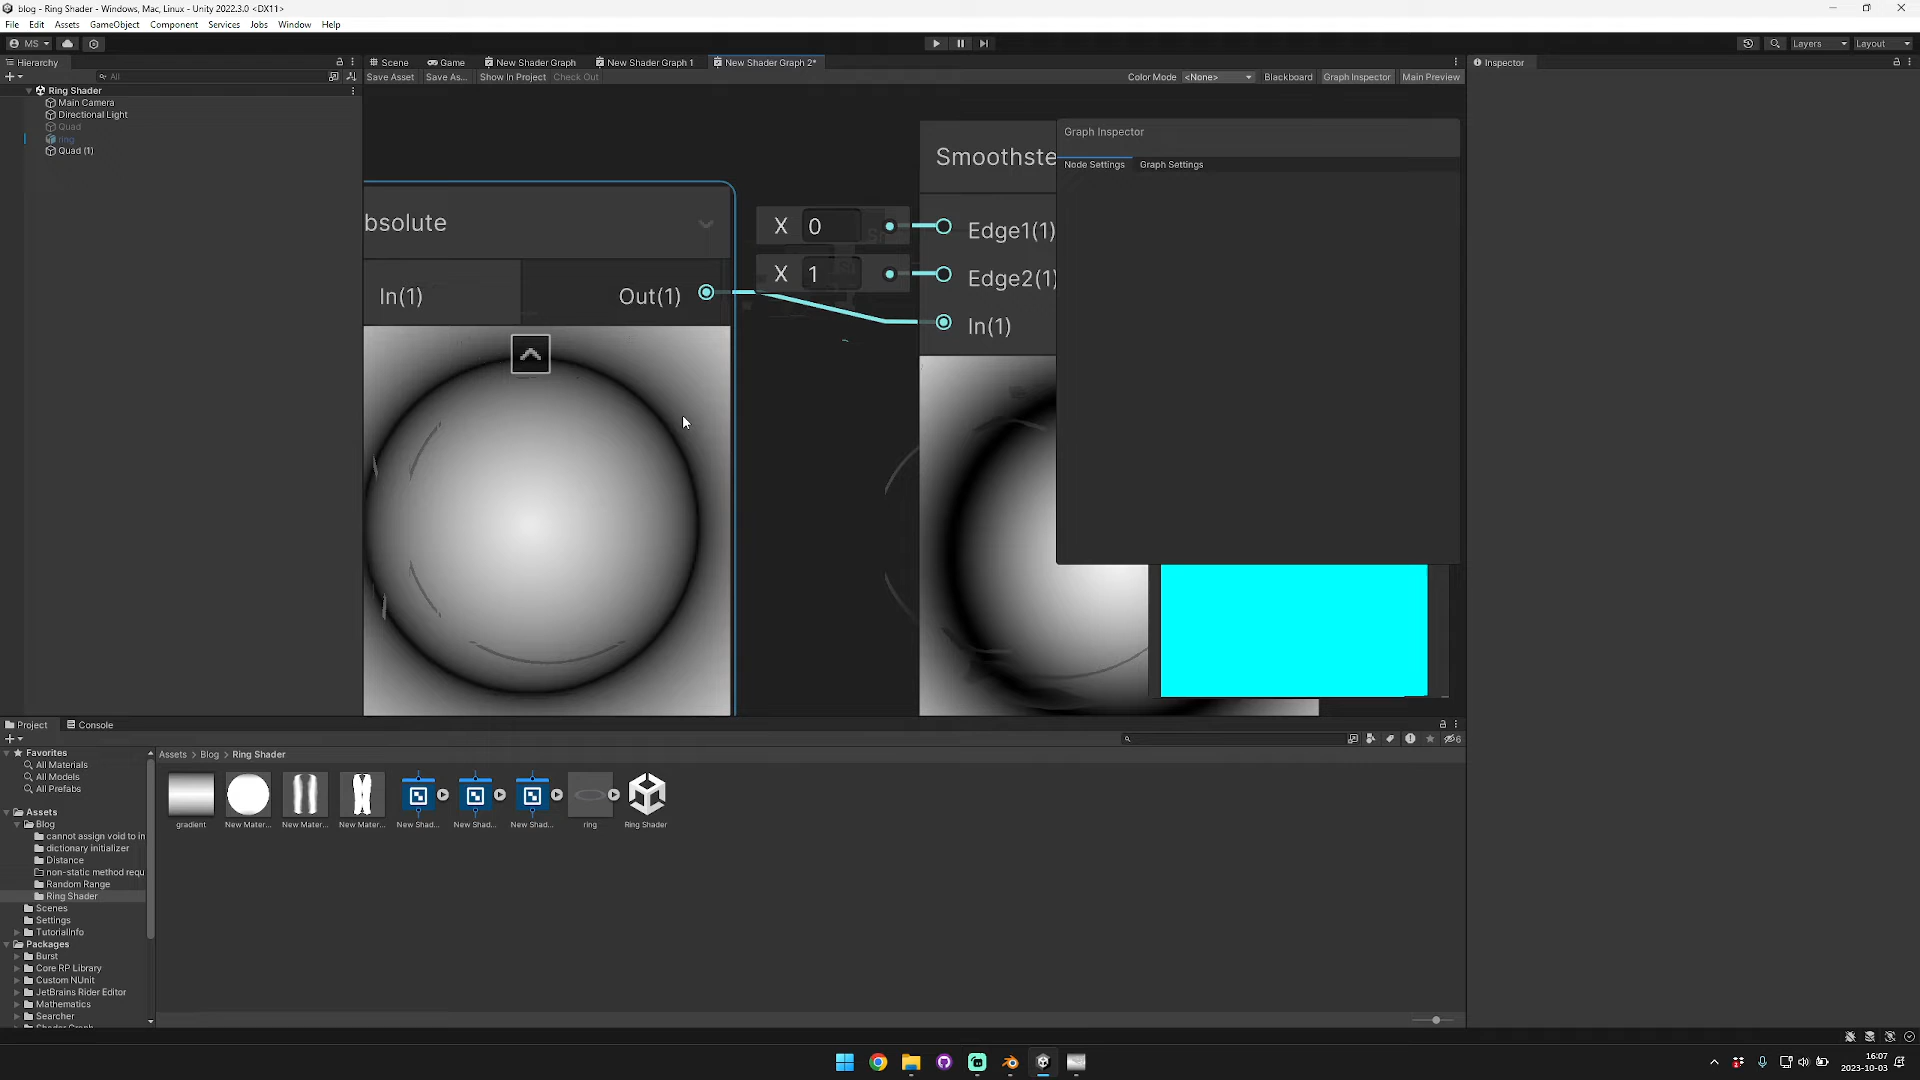 blog - Ring Shader - Windows, Mac, Linux - Unity 2022.3.0 <DX11>
File Edit Assets GameObject Component Services Jobs Window Help
MS Layers Layout
Hierarchy Scene Game New Shader Graph New Shader Graph 1 New Shader Graph 2* Inspector
All Save Asset Save As... Show In Project Check Out Color Mode <None> Blackboard Graph Inspector Main Preview
Ring Shader
Main Camera
Directional Light
Quad
ring
Quad (1)
Graph Inspector
Node Settings Graph Settings
Smoothste
bsolute
X 0 Edge1(1)
X 1 Edge2(1)
In(1) Out(1)
In(1)
Project Console
6
Favorites
All Materials
All Models
All Prefabs
Assets
Blog
cannot assign void to in
dictionary initializer
Distance
non-static method requ
Random Range
Ring Shader
Scenes
Settings
TutorialInfo
Packages
Burst
Core RP Library
Custom NUnit
JetBrains Rider Editor
Mathematics
Searcher
Shader Graph
Assets > Blog > Ring Shader
gradient New Mater... New Mater... New Mater... New Shad... New Shad... New Shad... ring Ring Shader
16:07
2023-10-03